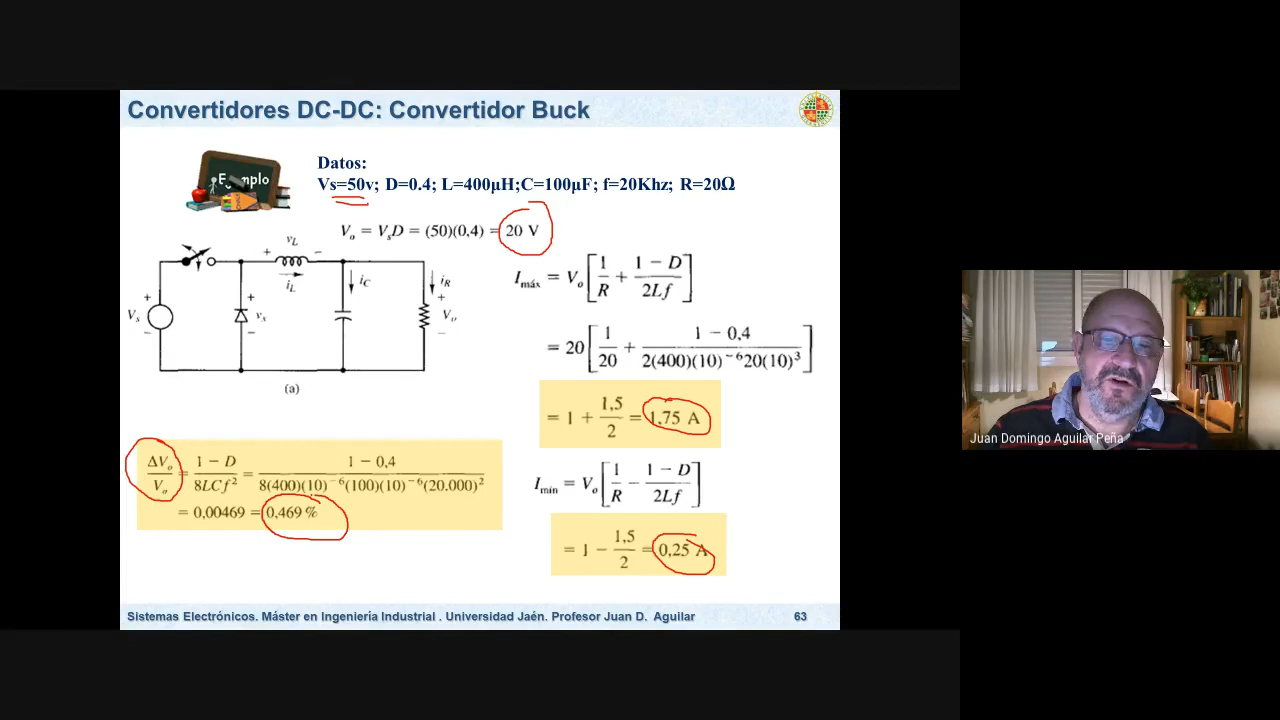 Convertidores DC-DC: Convertidor Buck
Ejemplo
Datos:
Vs=50v; D=0.4; L=400µH;C=100µF; f=20Khz; R=20Ω
Vo = VsD = (50)(0,4) = 20 V
vL
+ −
iL
iC
iR
Vs
+
−
+
vx
−
+
Vo
−
(a)
Imáx = Vo[1/R + (1 − D)/(2Lf)]
= 20[1/20 + (1 − 0,4)/(2(400)(10)⁻⁶20(10)³)]
= 1 + 1,5/2 = 1,75 A
Imín = Vo[1/R − (1 − D)/(2Lf)]
= 1 − 1,5/2 = 0,25 A
ΔVo/Vo = (1 − D)/(8LCf²) = (1 − 0,4)/(8(400)(10)⁻⁶(100)(10)⁻⁶(20.000)²)
= 0,00469 = 0,469 %
Sistemas Electrónicos. Máster en Ingeniería Industrial . Universidad Jaén. Profesor Juan D. Aguilar
63
Juan Domingo Aguilar Peña